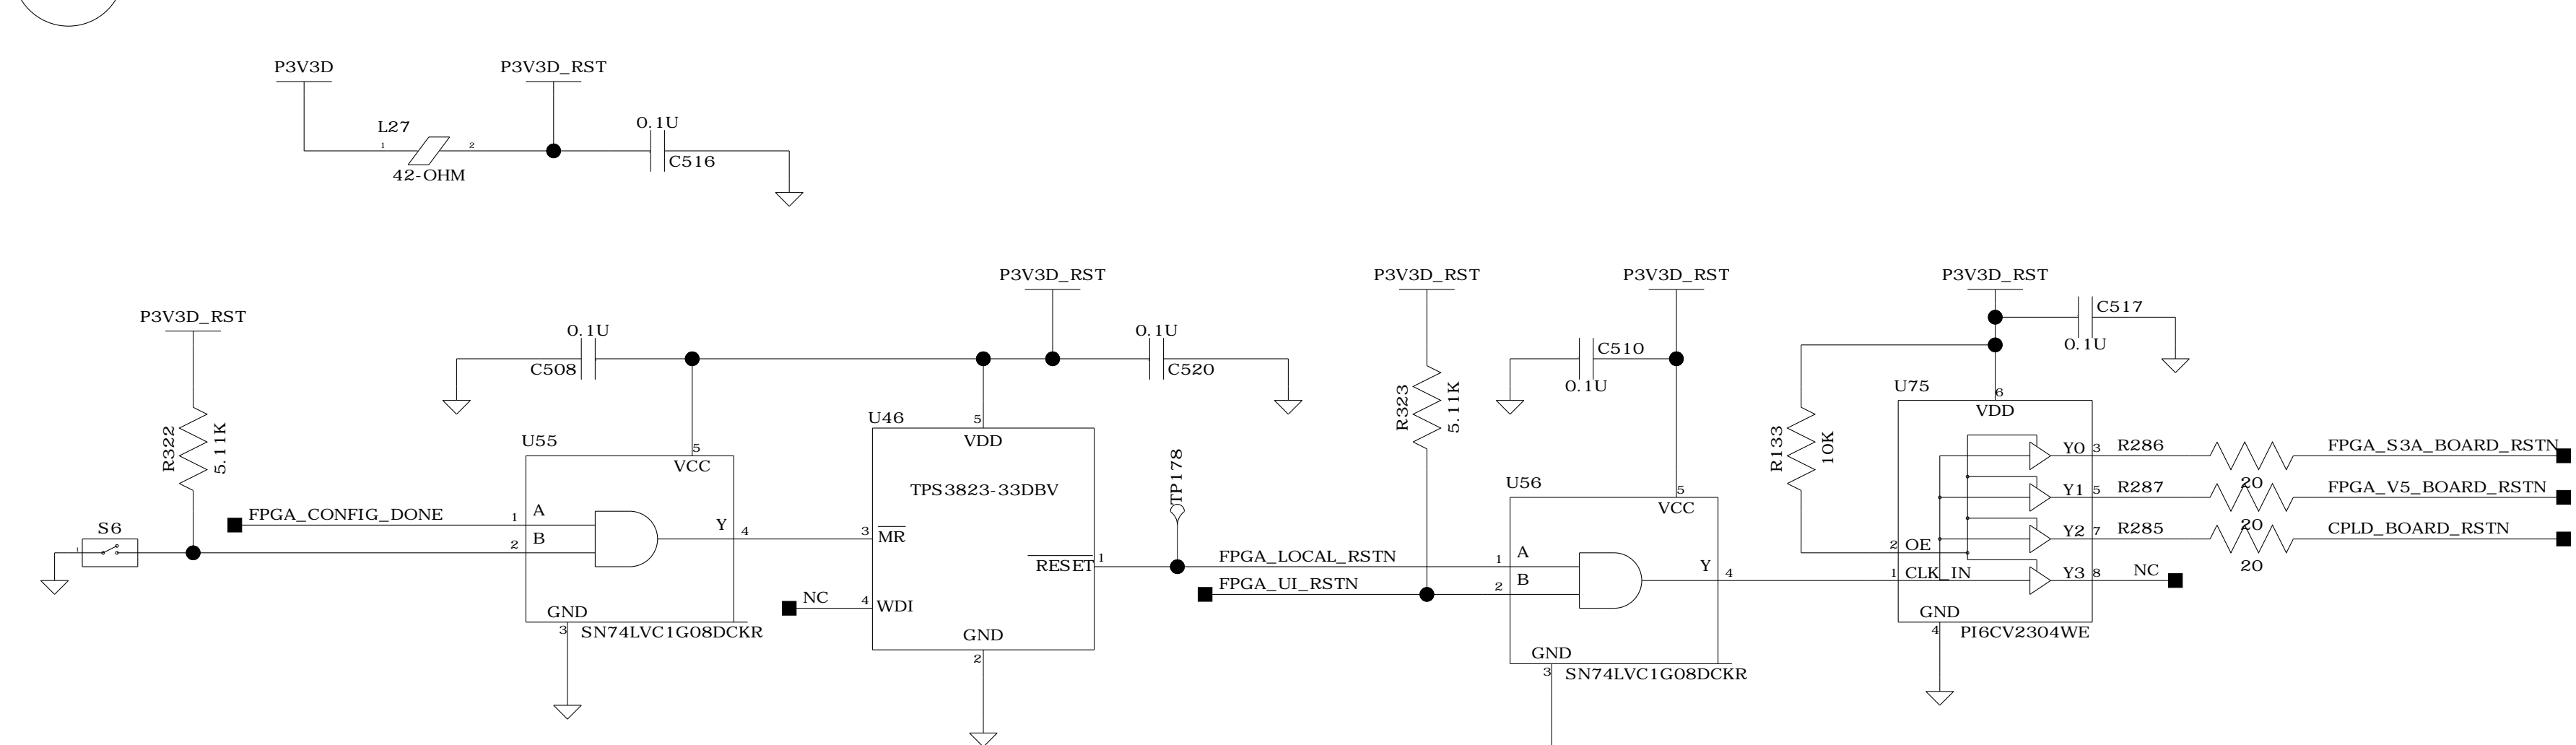 P3V3D
P3V3D_RST
L27
1
2
42-OHM
0.1U
C516
P3V3D_RST
R322
5.11K
S6
1
FPGA_CONFIG_DONE
0.1U
C508
U55
1
A
2
B
5
VCC
Y
4
GND
3
SN74LVC1G08DCKR
P3V3D_RST
0.1U
C520
U46
5
VDD
TPS3823-33DBV
3
MR
NC
4
WDI
RESET
1
GND
2
TP178
FPGA_LOCAL_RSTN
FPGA_UI_RSTN
P3V3D_RST
R323
5.11K
P3V3D_RST
C510
0.1U
U56
5
VCC
1
A
2
B
Y
4
GND
3
SN74LVC1G08DCKR
P3V3D_RST
C517
0.1U
R133
10K
U75
6
VDD
2
OE
1
CLK_IN
Y0
3
R286
20
FPGA_S3A_BOARD_RSTN
Y1
5
R287
20
FPGA_V5_BOARD_RSTN
Y2
7
R285
20
CPLD_BOARD_RSTN
Y3
8
NC
GND
4
PI6CV2304WE